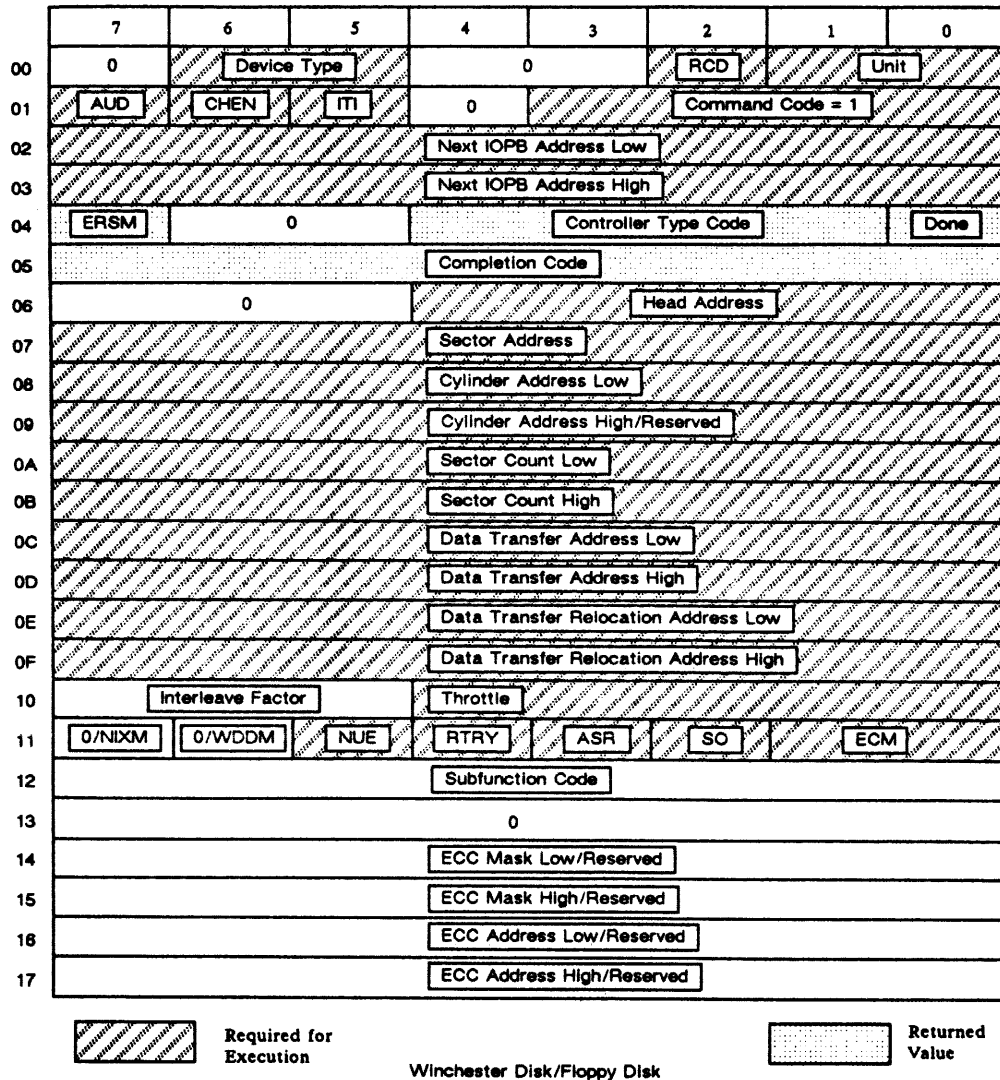 7 6 5 4 3 2 1 0
00 0 Device Type 0 RCD Unit
01 AUD CHEN ITI 0 Command Code = 1
02 Next IOPB Address Low
03 Next IOPB Address High
04 ERSM 0 Controller Type Code Done
05 Completion Code
06 0 Head Address
07 Sector Address
08 Cylinder Address Low
09 Cylinder Address High/Reserved
0A Sector Count Low
0B Sector Count High
0C Data Transfer Address Low
0D Data Transfer Address High
0E Data Transfer Relocation Address Low
0F Data Transfer Relocation Address High
10 Interleave Factor Throttle
11 0/NIXM 0/WDDM NUE RTRY ASR SO ECM
12 Subfunction Code
13 0
14 ECC Mask Low/Reserved
15 ECC Mask High/Reserved
16 ECC Address Low/Reserved
17 ECC Address High/Reserved
Required for
Execution
Returned
Value
Winchester Disk/Floppy Disk